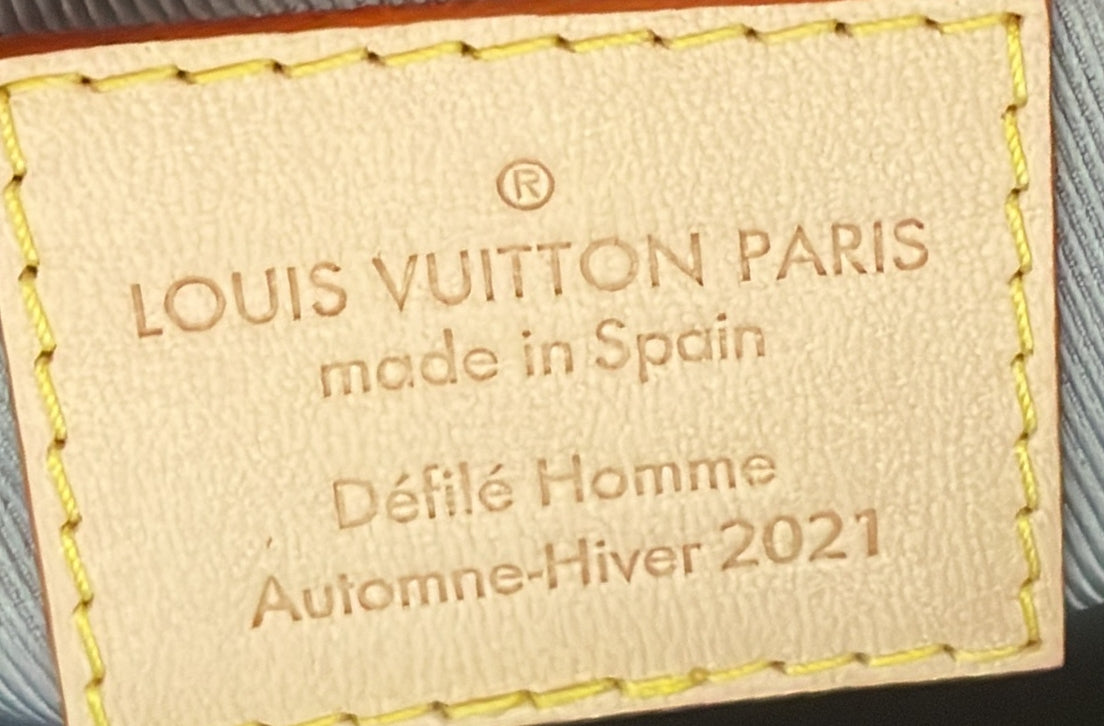 ®
LOUIS VUITTON PARIS
made in Spain
Défilé Homme
Automne-Hiver 2021